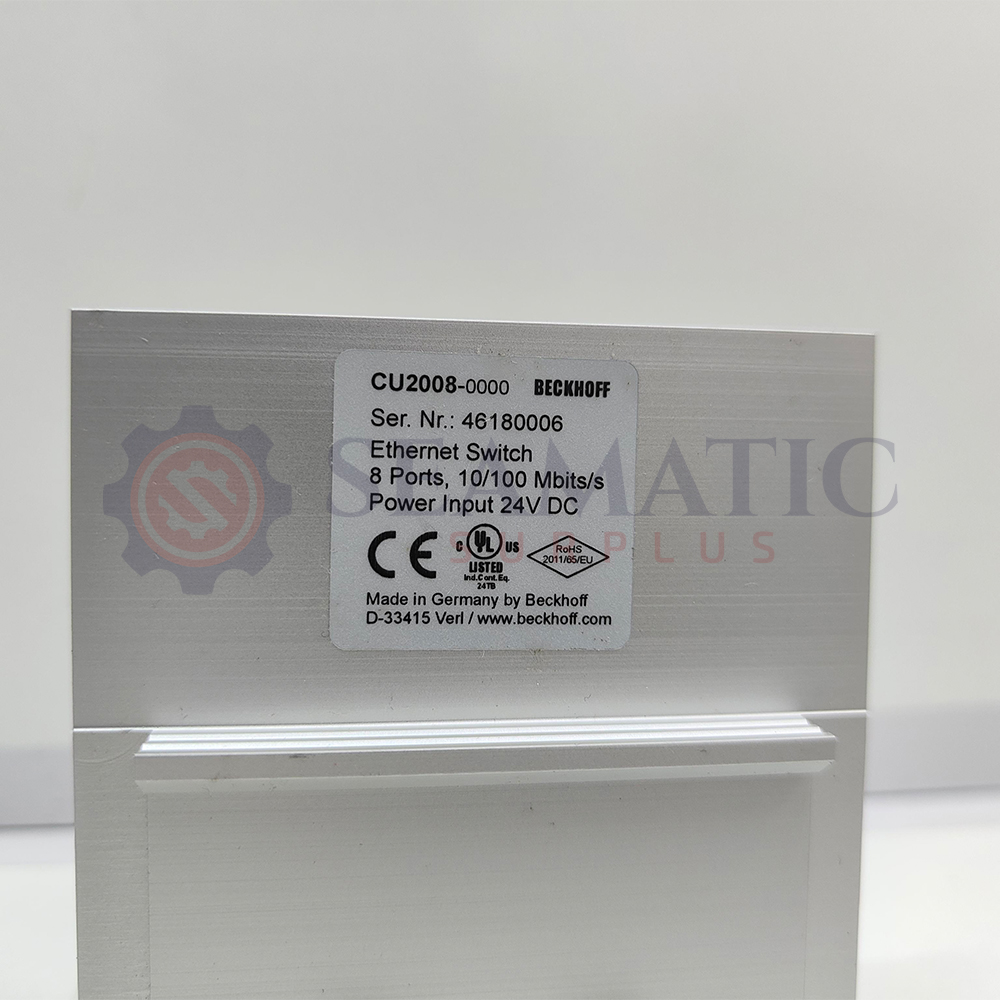 CU2008-0000 BECKHOFF
Ser. Nr.: 46180006
Ethernet Switch
8 Ports, 10/100 Mbits/s
Power Input 24V DC
SEAMATIC
SURPLUS
CE
C UL US
LISTED
Ind.Cont.Eq.
24TB
RoHS
2011/65/EU
Made in Germany by Beckhoff
D-33415 Verl / www.beckhoff.com